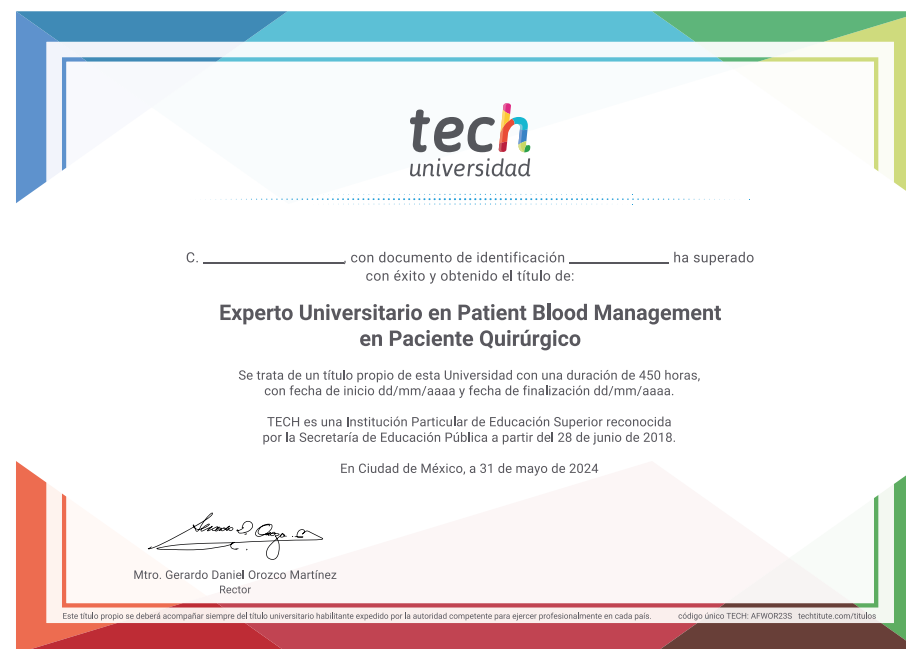 tech
universidad
C. ____________, con documento de identificación ____________ ha superado
con éxito y obtenido el título de:
Experto Universitario en Patient Blood Management
en Paciente Quirúrgico
Se trata de un título propio de esta Universidad con una duración de 450 horas,
con fecha de inicio dd/mm/aaaa y fecha de finalización dd/mm/aaaa.
TECH es una Institución Particular de Educación Superior reconocida
por la Secretaría de Educación Pública a partir del 28 de junio de 2018.
En Ciudad de México, a 31 de mayo de 2024
Mtro. Gerardo Daniel Orozco Martínez
Rector
Este título propio se deberá acompañar siempre del título universitario habilitante expedido por la autoridad competente para ejercer profesionalmente en cada país. código único TECH: AFWOR23S techtitute.com/titulos